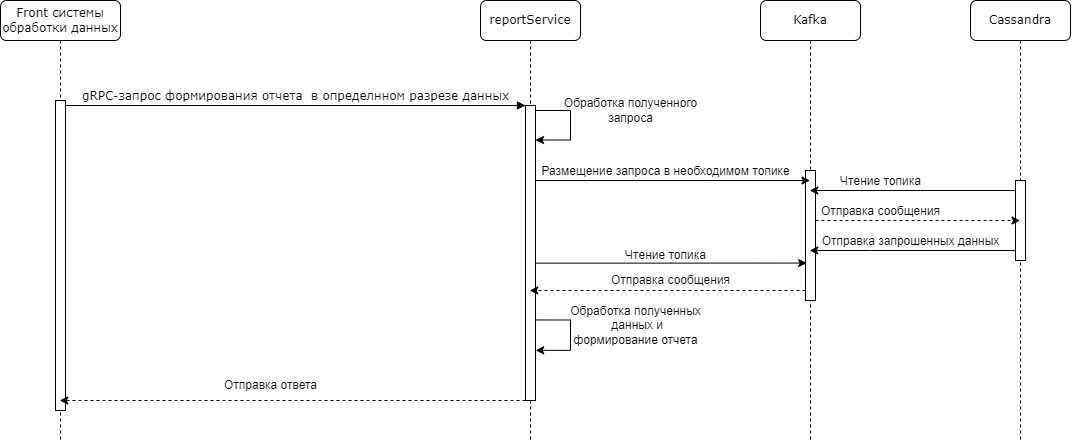 Front системы
обработки данных
reportService
Kafka
Cassandra
gRPC-запрос формирования отчета в определнном разрезе данных
Обработка полученного
запроса
Размещение запроса в необходимом топике
Чтение топика
Отправка сообщения
Отправка запрошенных данных
Чтение топика
Отправка сообщения
Обработка полученных
данных и
формирование отчета
Отправка ответа